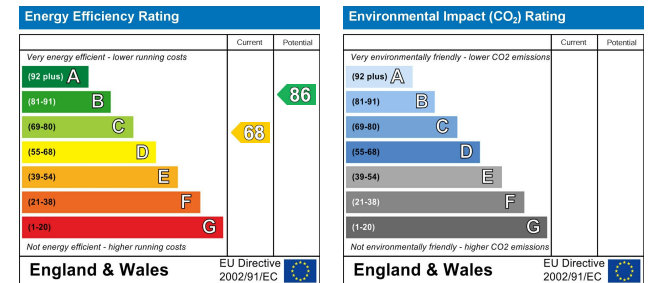 Energy Efficiency Rating
Current Potential
Very energy efficient - lower running costs
(92 plus) A
(81-91) B
(69-80) C
(55-68) D
(39-54) E
(21-38) F
(1-20) G
68
86
Not energy efficient - higher running costs
England & Wales
EU Directive
2002/91/EC
Environmental Impact (CO₂) Rating
Current Potential
Very environmentally friendly - lower CO2 emissions
(92 plus) A
(81-91) B
(69-80) C
(55-68) D
(39-54) E
(21-38) F
(1-20) G
Not environmentally friendly - higher CO2 emissions
England & Wales
EU Directive
2002/91/EC